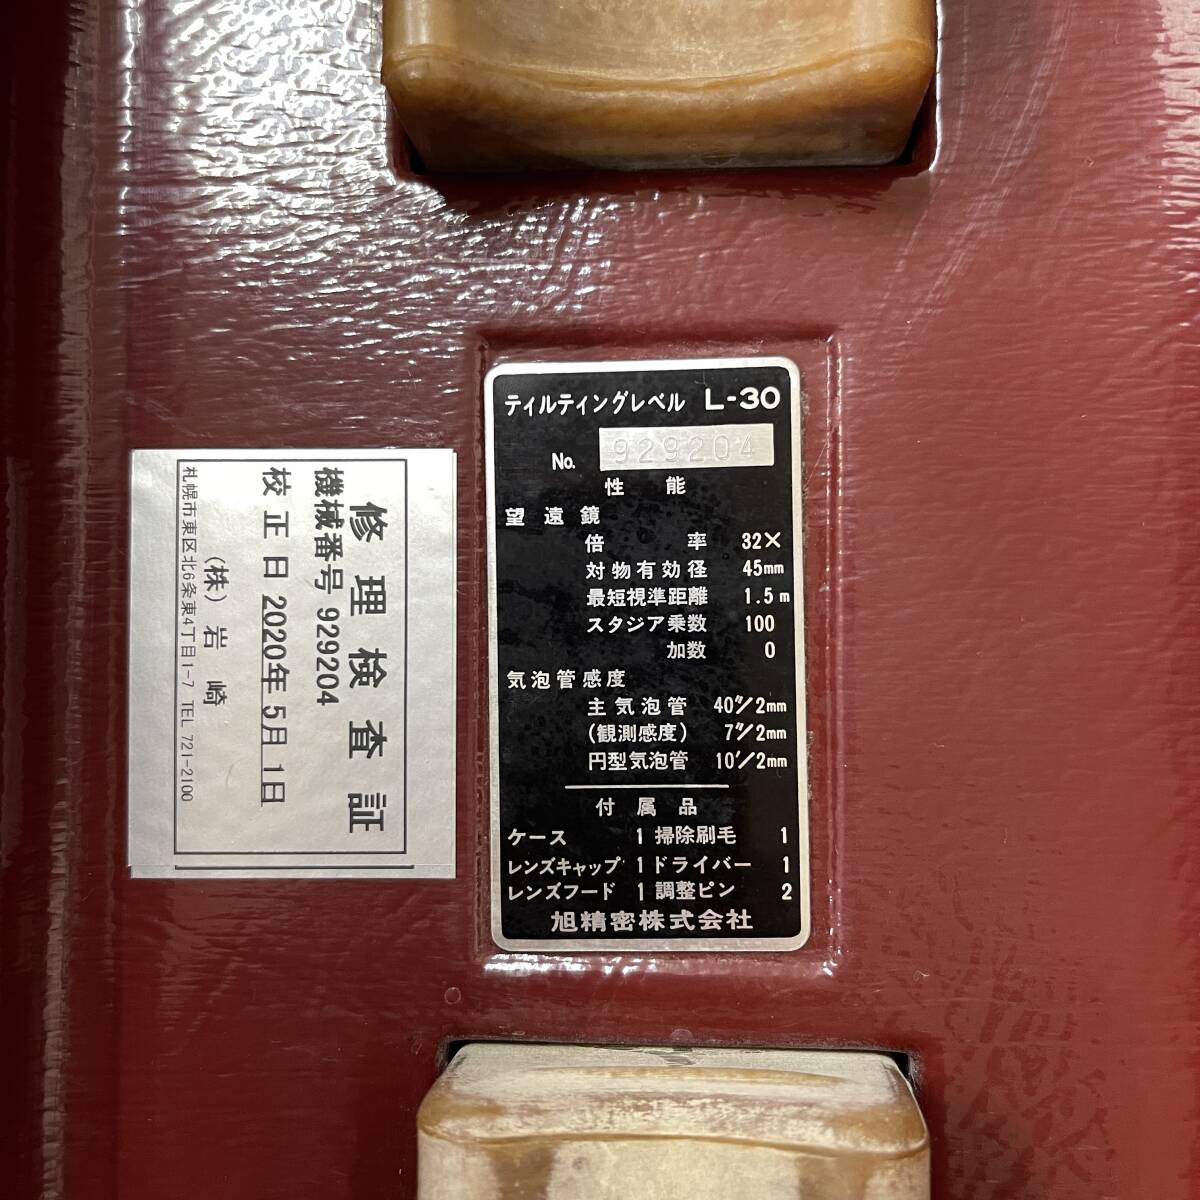 ティルティングレベル L-30
No. 929204
性 能
望遠鏡
倍 率 32×
対物有効径 45mm
最短視準距離 1.5m
スタジア乗数 100
加数 0
気泡管感度
主気泡管 40″/2mm
(観測感度) 7″/2mm
円型気泡管 10′/2mm
付属品
ケース 1 掃除刷毛 1
レンズキャップ 1 ドライバー 1
レンズフード 1 調整ピン 2
旭精密株式会社
修理検査証
機械番号 929204
校正日 2020年 5月 1日
(株) 岩崎
札幌市東区北6条東4丁目1-7 TEL 721-2100